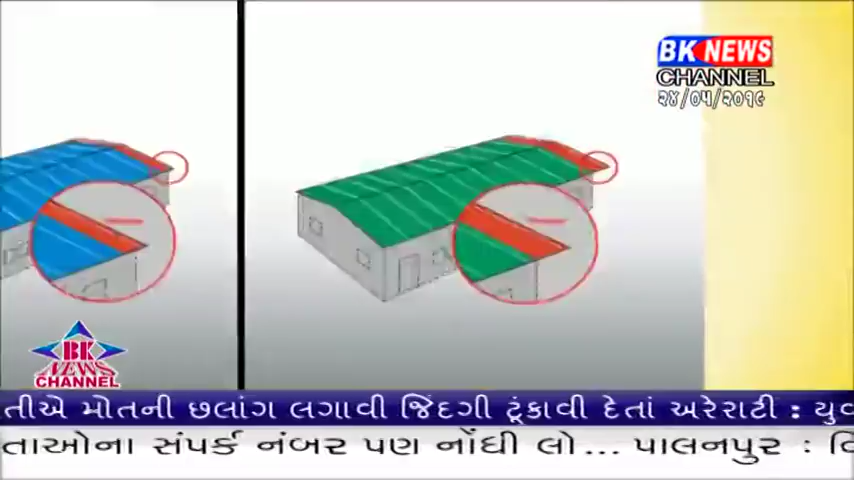 BK NEWS
CHANNEL
૨૪/૦૫/૨૦૧૯
BK
NEWS
CHANNEL
તીએ મોતની છલાંગ લગાવી જિંદગી ટૂંકાવી દેતાં અરેરાટી :
તાઓના સંપર્ક નંબર પણ નોંધી લો... પાલનપુર :